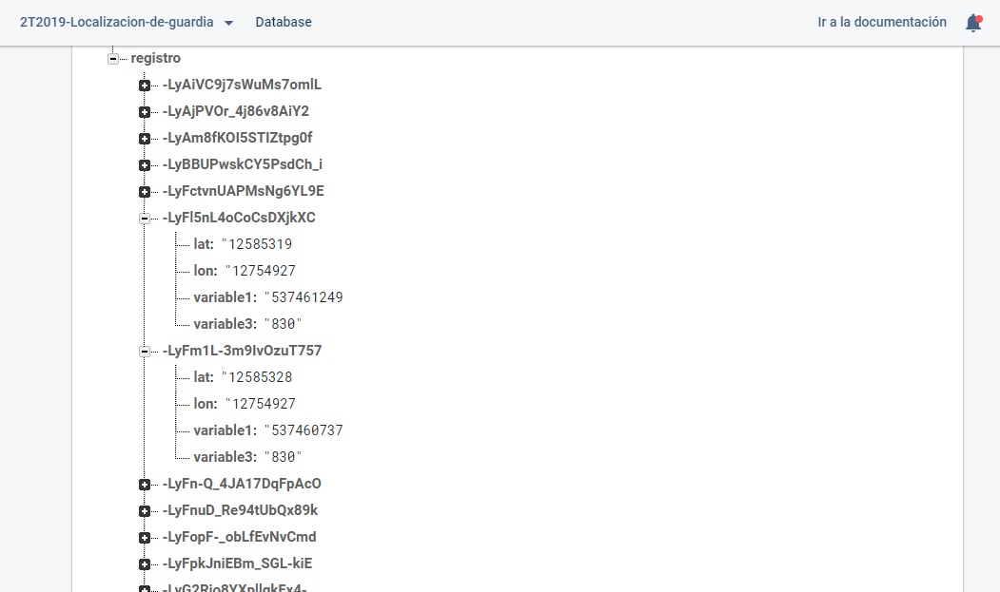 2T2019-Localizacion-de-guardia Database Ir a la documentación
registro
-LyAiVC9j7sWuMs7omlL
-LyAjPVOr_4j86v8AiY2
-LyAm8fKOI5STIZtpg0f
-LyBBUPwskCY5PsdCh_i
-LyFctvnUAPMsNg6YL9E
-LyFl5nL4oCoCsDXjkXC
lat: "12585319
lon: "12754927
variable1: "537461249
variable3: "830"
-LyFm1L-3m9IvOzuT757
lat: "12585328
lon: "12754927
variable1: "537460737
variable3: "830"
-LyFn-Q_4JA17DqFpAcO
-LyFnuD_Re94tUbQx89k
-LyFopF-_obLfEvNvCmd
-LyFpkJniEBm_SGL-kiE